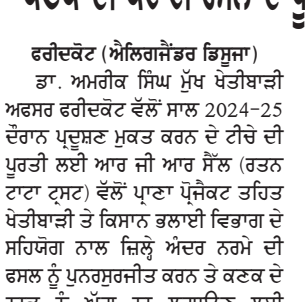 ਫਰੀਦਕੋਟ (ਐਲਿਗਜੈਂਡਰ ਡਿਸੂਜਾ)
ਡਾ. ਅਮਰੀਕ ਸਿੰਘ ਮੁੱਖ ਖੇਤੀਬਾੜੀ
ਅਫਸਰ ਫਰੀਦਕੋਟ ਵੱਲੋਂ ਸਾਲ 2024-25
ਦੌਰਾਨ ਪ੍ਰਦੂਸ਼ਣ ਮੁਕਤ ਕਰਨ ਦੇ ਟੀਚੇ ਦੀ
ਪੂਰਤੀ ਲਈ ਆਰ ਜੀ ਆਰ ਸੈੱਲ (ਰਤਨ
ਟਾਟਾ ਟ੍ਰਸਟ) ਵੱਲੋਂ ਪ੍ਰਾਣਾ ਪ੍ਰੋਜੈਕਟ ਤਹਿਤ
ਖੇਤੀਬਾੜੀ ਤੇ ਕਿਸਾਨ ਭਲਾਈ ਵਿਭਾਗ ਦੇ
ਸਹਿਯੋਗ ਨਾਲ ਜ਼ਿਲ੍ਹੇ ਅੰਦਰ ਨਰਮੇ ਦੀ
ਫਸਲ ਨੂੰ ਪੁਨਰਸੁਰਜੀਤ ਕਰਨ ਤੇ ਕਣਕ ਦੇ